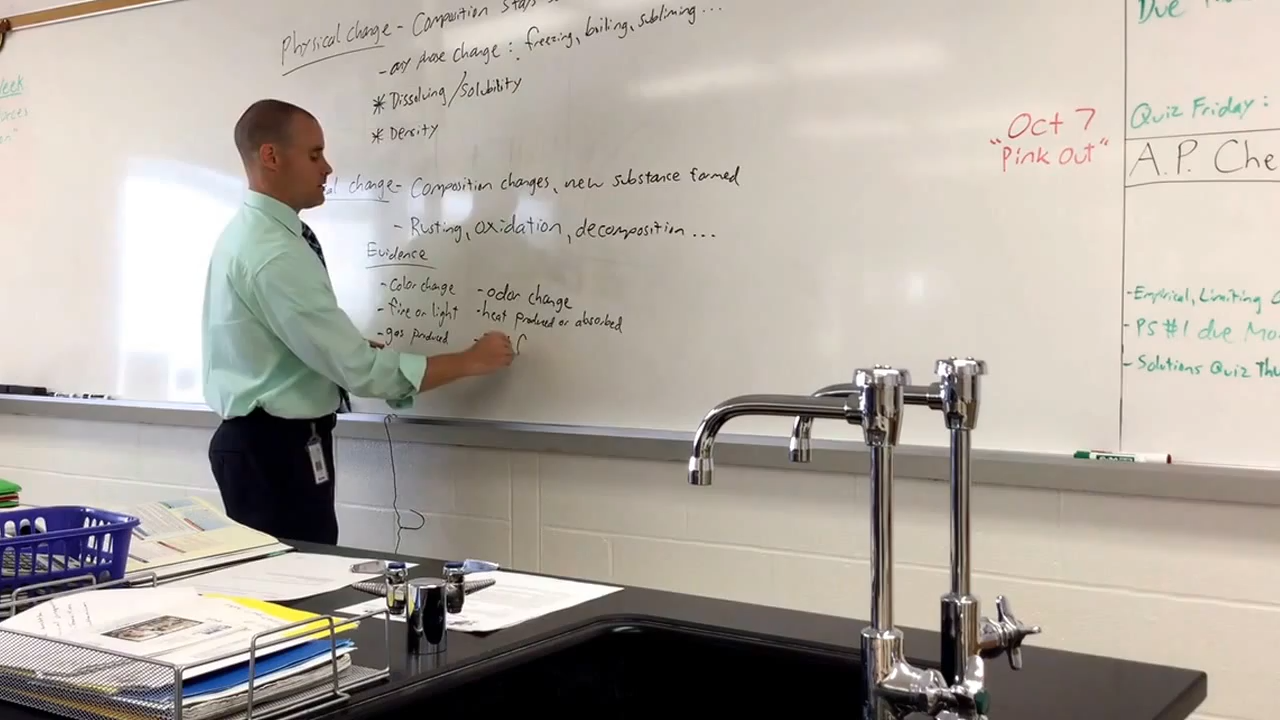 Physical change - Composition stays
- any phase change : freezing, boiling, subliming ...
* Dissolving/Solubility
* Density
change - Composition changes, new substance formed
- Rusting, oxidation, decomposition ...
Evidence
- color change
- fire or light
- gas produced
- odor change
- heat produced or absorbed
Oct 7
"Pink Out"
Due
Quiz Friday :
A.P. Che
- Empirical, Limiting
- PS #1 due Mo
- Solutions Quiz Thu